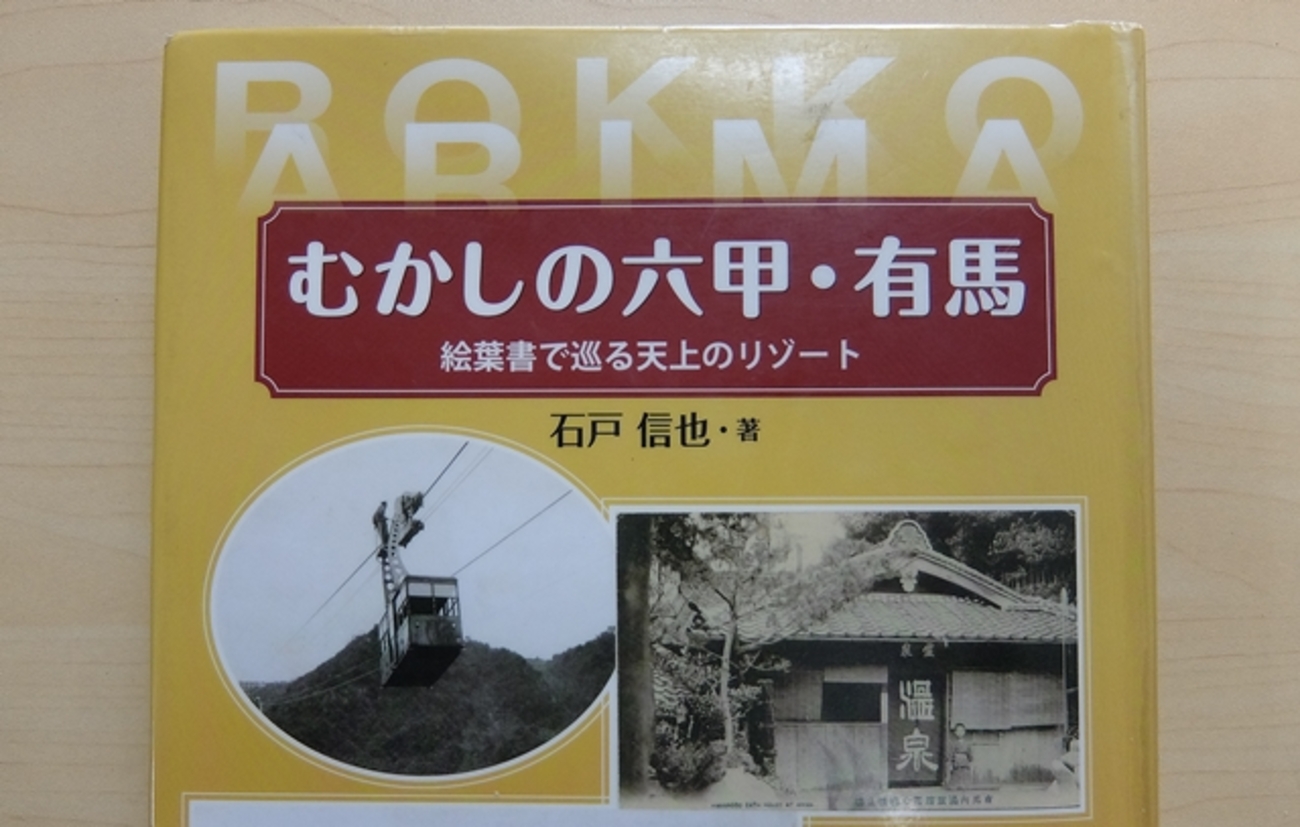 ROKKO
ARIMA
むかしの六甲・有馬
絵葉書で巡る天上のリゾート
石戸 信也・著
温泉